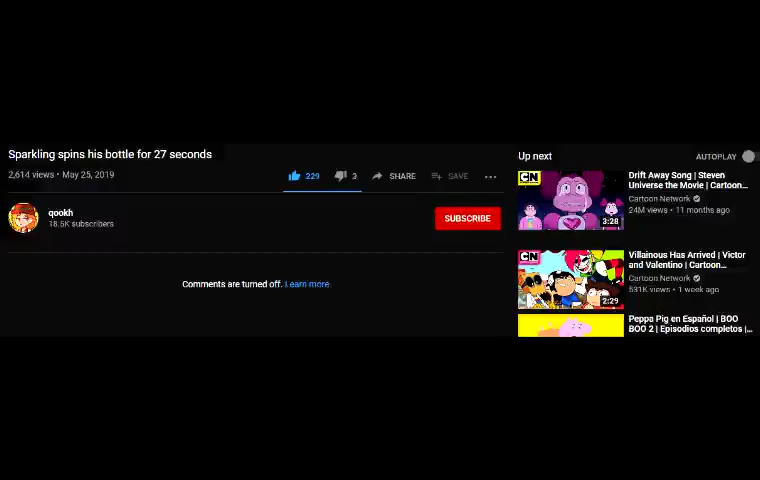 Sparkling spins his bottle for 27 seconds
2,614 views • May 25, 2019
229
3
SHARE
SAVE
qookh
18.5K subscribers
SUBSCRIBE
Comments are turned off. Learn more
Up next
AUTOPLAY
CN
3:28
Drift Away Song | Steven
Universe the Movie | Cartoon...
Cartoon Network
24M views • 11 months ago
CN
2:29
Villainous Has Arrived | Victor
and Valentino | Cartoon...
Cartoon Network
531K views • 1 week ago
Peppa Pig en Español | BOO
BOO 2 | Episodios completos |...